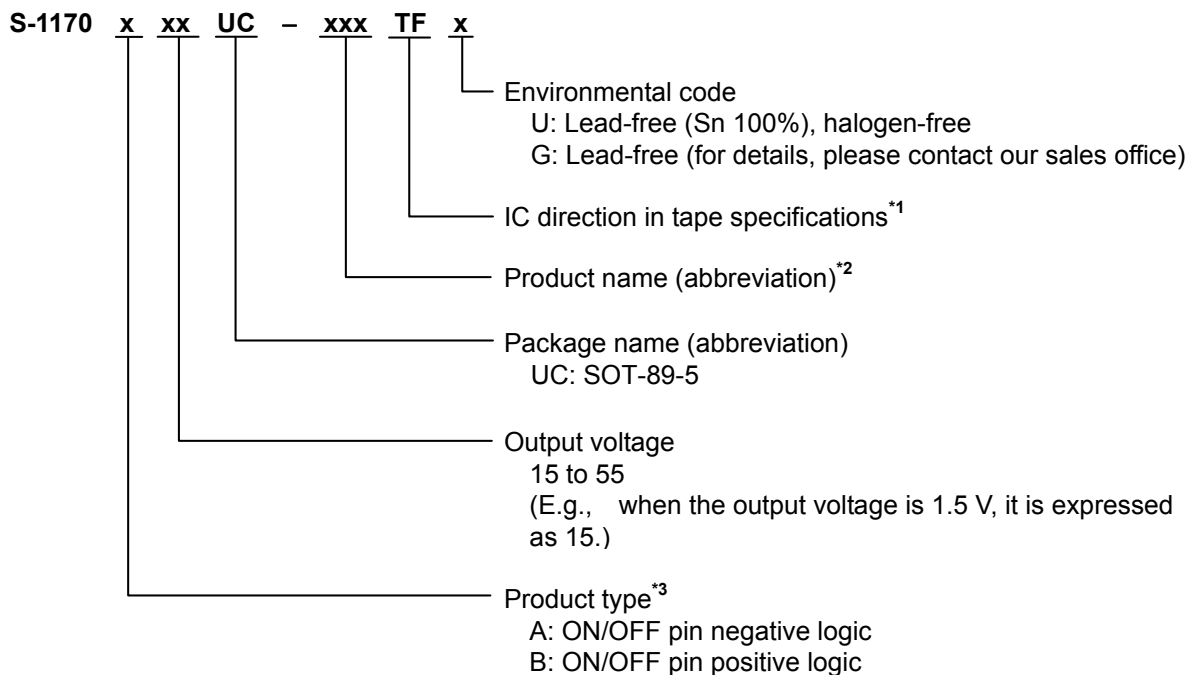 S-1170 x xx UC – xxx TF x
Environmental code
U: Lead-free (Sn 100%), halogen-free
G: Lead-free (for details, please contact our sales office)
IC direction in tape specifications*1
Product name (abbreviation)*2
Package name (abbreviation)
UC: SOT-89-5
Output voltage
15 to 55
(E.g., when the output voltage is 1.5 V, it is expressed
as 15.)
Product type*3
A: ON/OFF pin negative logic
B: ON/OFF pin positive logic